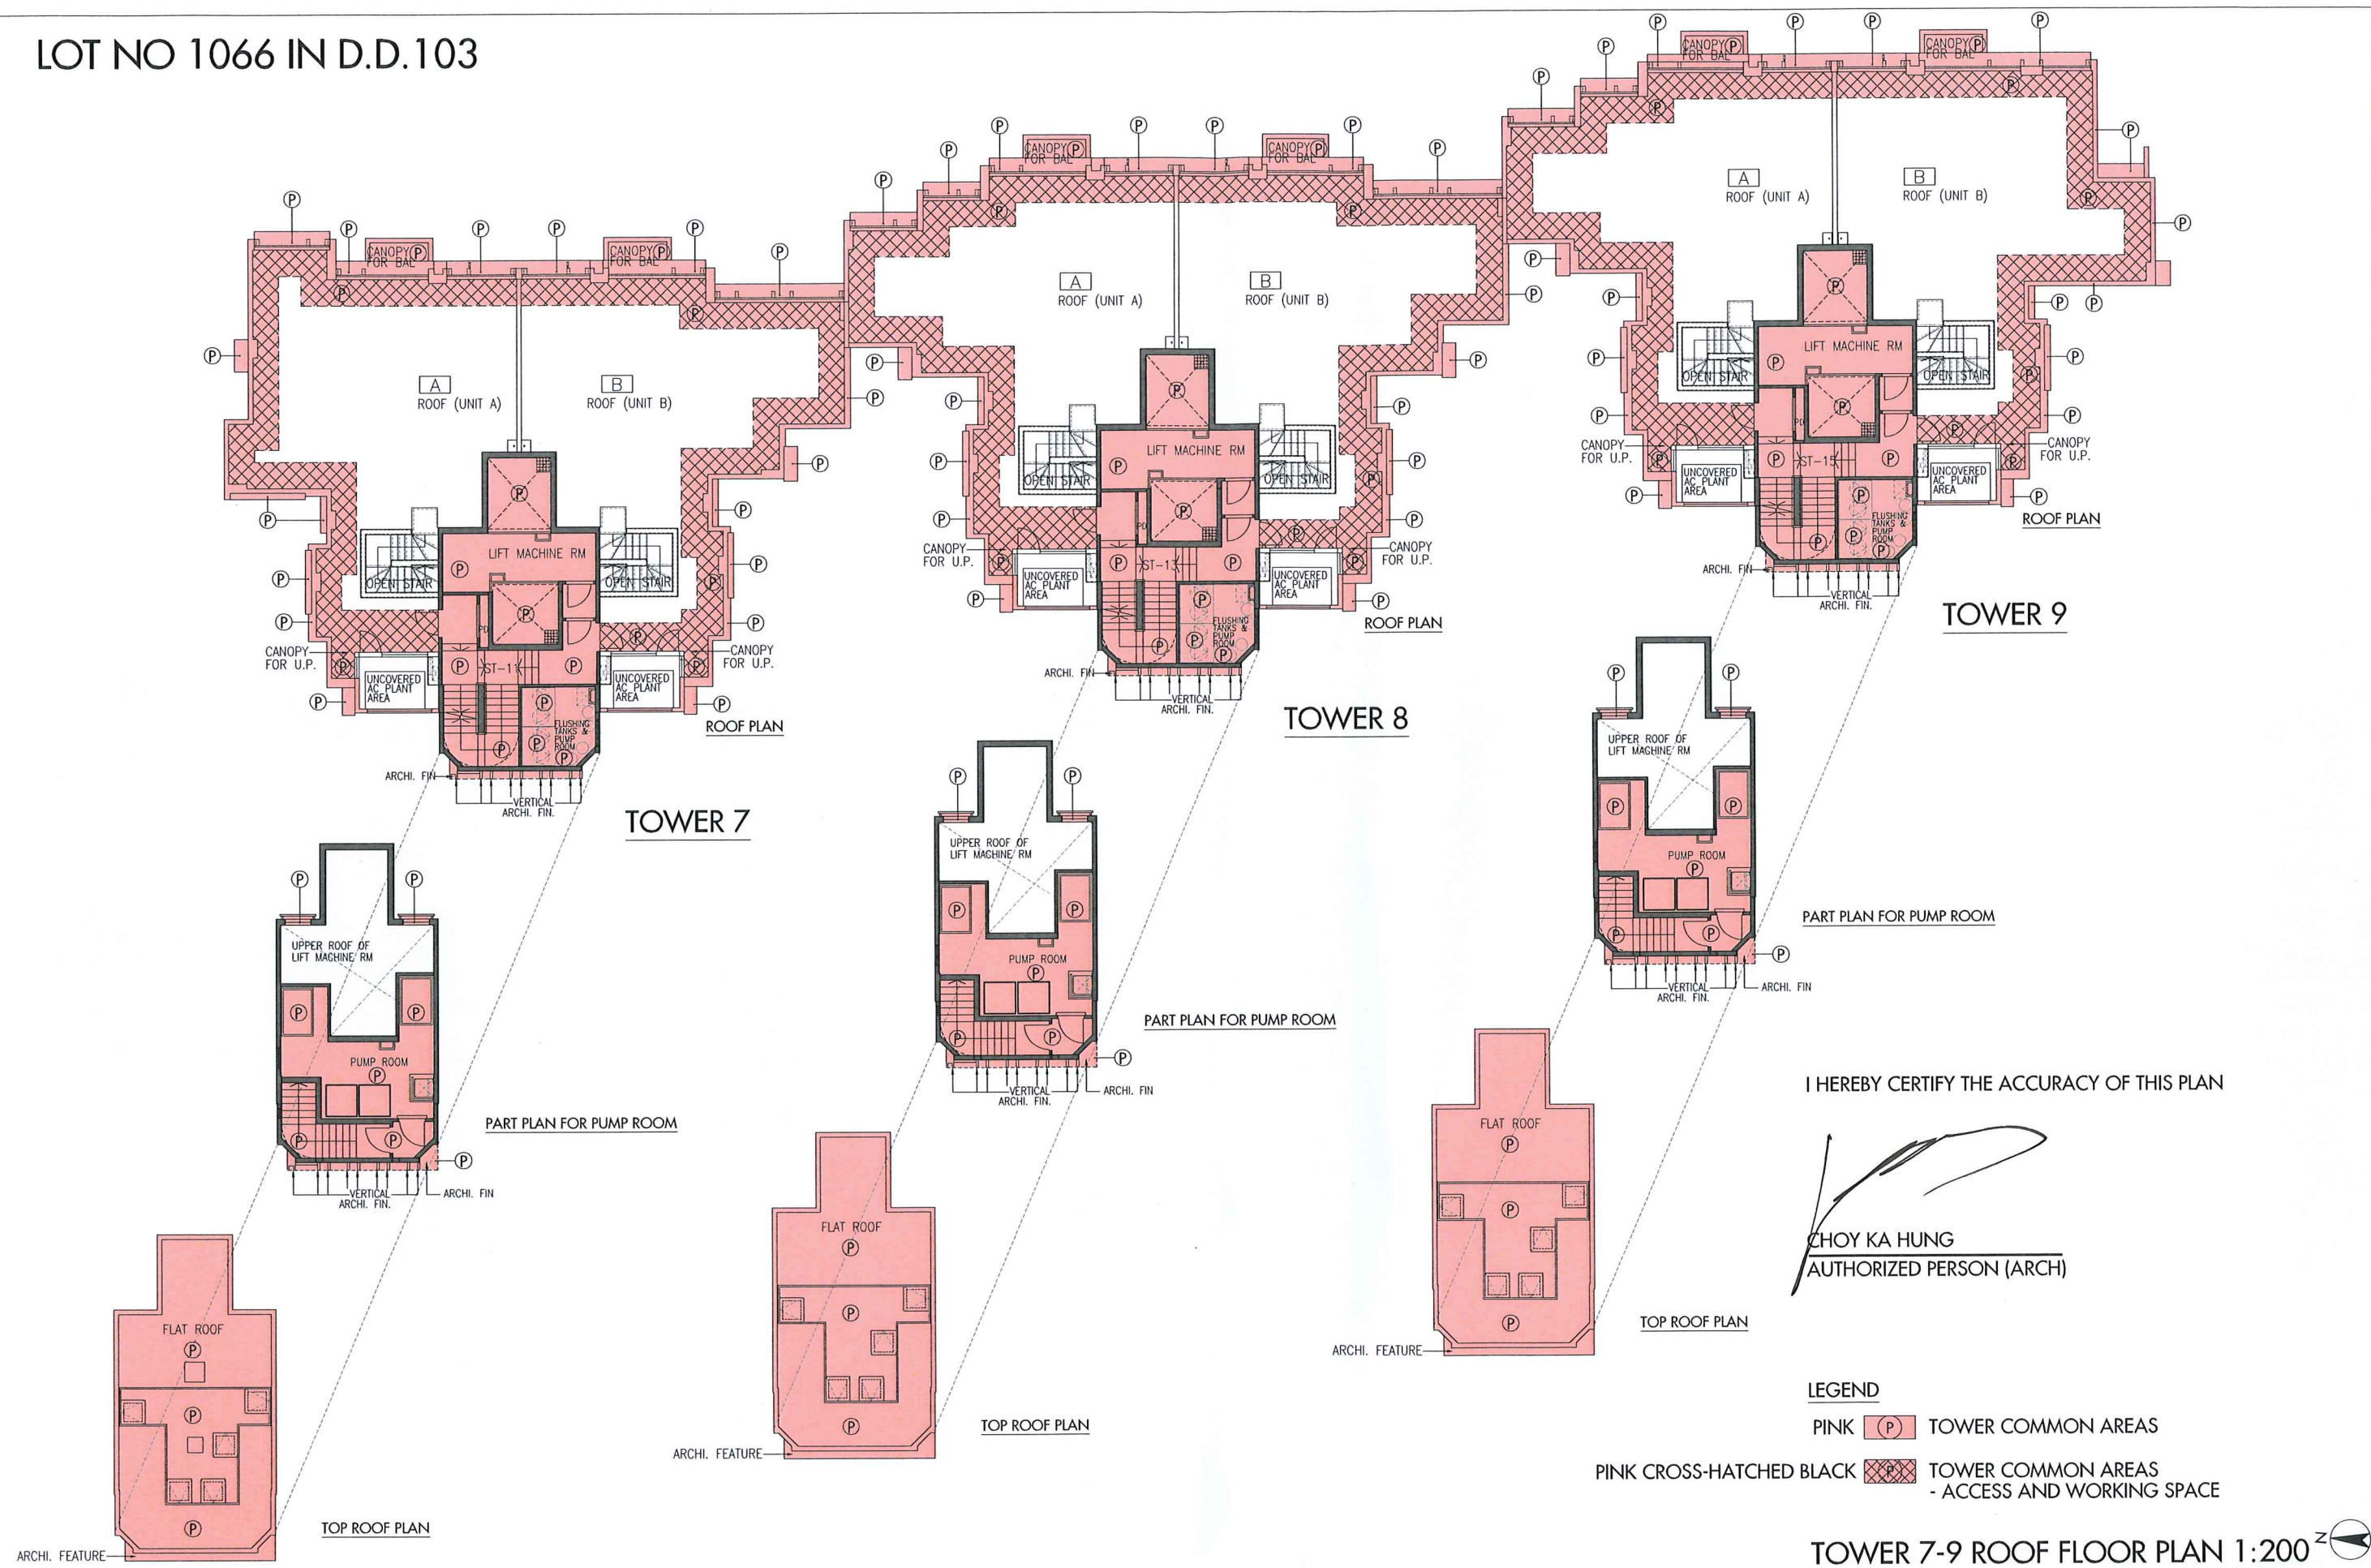 LOT NO 1066 IN D.D.103
P
P
P
P
P
CANOPY P
FOR BAL
CANOPY P
FOR BAL
P
P
P
P
P
P
P
A
ROOF (UNIT A)
B
ROOF (UNIT B)
P
LIFT MACHINE RM
P
P
P
OPEN STAIR
OPEN STAIR
PD
P
ST-11
P
CANOPY
FOR U.P.
CANOPY
FOR U.P.
UNCOVERED
AC PLANT
AREA
UNCOVERED
AC PLANT
AREA
P
P
P
P
FLUSHING
TANKS &
PUMP
ROOM
P
ARCHI. FIN
VERTICAL
ARCHI. FIN.
ROOF PLAN
TOWER 7
P
P
P
P
P
P
CANOPY P
FOR BAL
CANOPY P
FOR BAL
P
P
A
ROOF (UNIT A)
B
ROOF (UNIT B)
P
LIFT MACHINE RM
P
P
OPEN STAIR
OPEN STAIR
PD
P
ST-13
P
CANOPY
FOR U.P.
CANOPY
FOR U.P.
UNCOVERED
AC PLANT
AREA
UNCOVERED
AC PLANT
AREA
P
P
P
FLUSHING
TANKS &
PUMP
ROOM
P
ARCHI. FIN
VERTICAL
ARCHI. FIN.
ROOF PLAN
TOWER 8
P
P
P
P
P
P
CANOPY P
FOR BAL
CANOPY P
FOR BAL
P
P
A
ROOF (UNIT A)
B
ROOF (UNIT B)
P
LIFT MACHINE RM
P
P
OPEN STAIR
OPEN STAIR
PD
P
ST-15
P
CANOPY
FOR U.P.
CANOPY
FOR U.P.
UNCOVERED
AC PLANT
AREA
UNCOVERED
AC PLANT
AREA
P
P
P
FLUSHING
TANKS &
PUMP
ROOM
P
ARCHI. FIN
VERTICAL
ARCHI. FIN.
ROOF PLAN
TOWER 9
P
P
UPPER ROOF OF
LIFT MACHINE RM
P
P
PUMP ROOM
P
P
P
P
VERTICAL
ARCHI. FIN.
ARCHI. FIN
PART PLAN FOR PUMP ROOM
P
P
UPPER ROOF OF
LIFT MACHINE RM
P
P
PUMP ROOM
P
P
P
P
VERTICAL
ARCHI. FIN.
ARCHI. FIN
PART PLAN FOR PUMP ROOM
P
P
UPPER ROOF OF
LIFT MACHINE RM
P
P
PUMP ROOM
P
P
P
P
VERTICAL
ARCHI. FIN.
ARCHI. FIN
PART PLAN FOR PUMP ROOM
FLAT ROOF
P
P
P
ARCHI. FEATURE
TOP ROOF PLAN
FLAT ROOF
P
P
P
ARCHI. FEATURE
TOP ROOF PLAN
FLAT ROOF
P
P
P
ARCHI. FEATURE
TOP ROOF PLAN
I HEREBY CERTIFY THE ACCURACY OF THIS PLAN
CHOY KA HUNG
AUTHORIZED PERSON (ARCH)
LEGEND
PINK P TOWER COMMON AREAS
PINK CROSS-HATCHED BLACK P TOWER COMMON AREAS
- ACCESS AND WORKING SPACE
TOWER 7-9 ROOF FLOOR PLAN 1:200
N